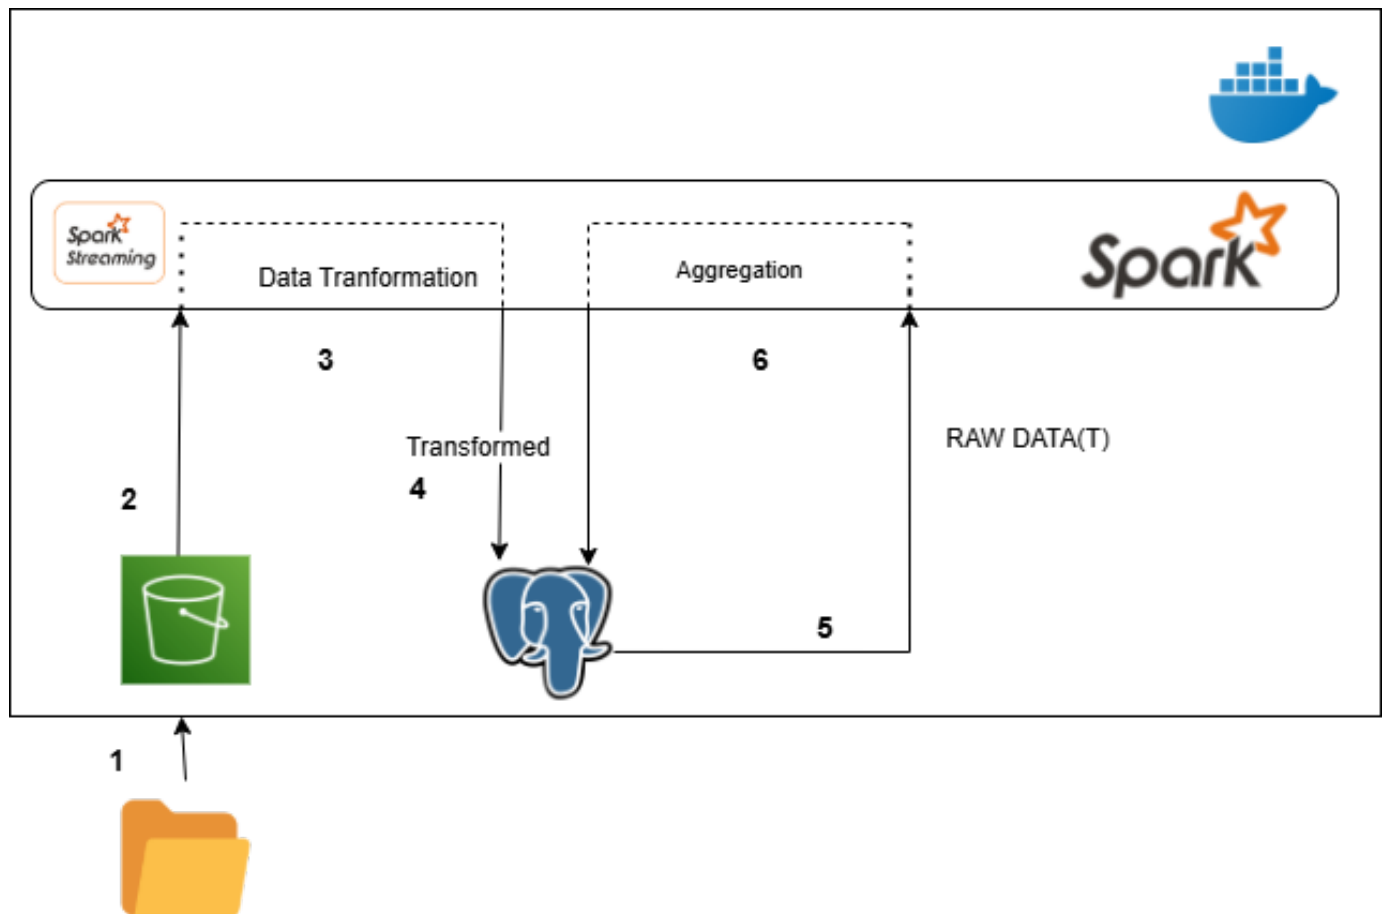 Spark
Streaming
Data Tranformation
Aggregation
Spark
3
6
Transformed
RAW DATA(T)
4
2
5
1